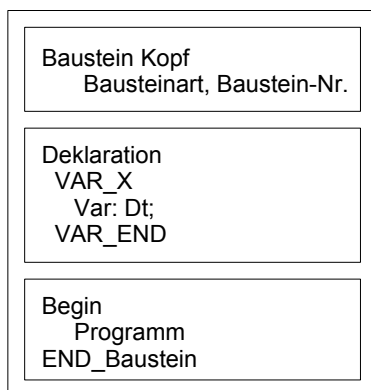 Baustein Kopf
Bausteinart, Baustein-Nr.
Deklaration
VAR_X
Var: Dt;
VAR_END
Begin
Programm
END_Baustein